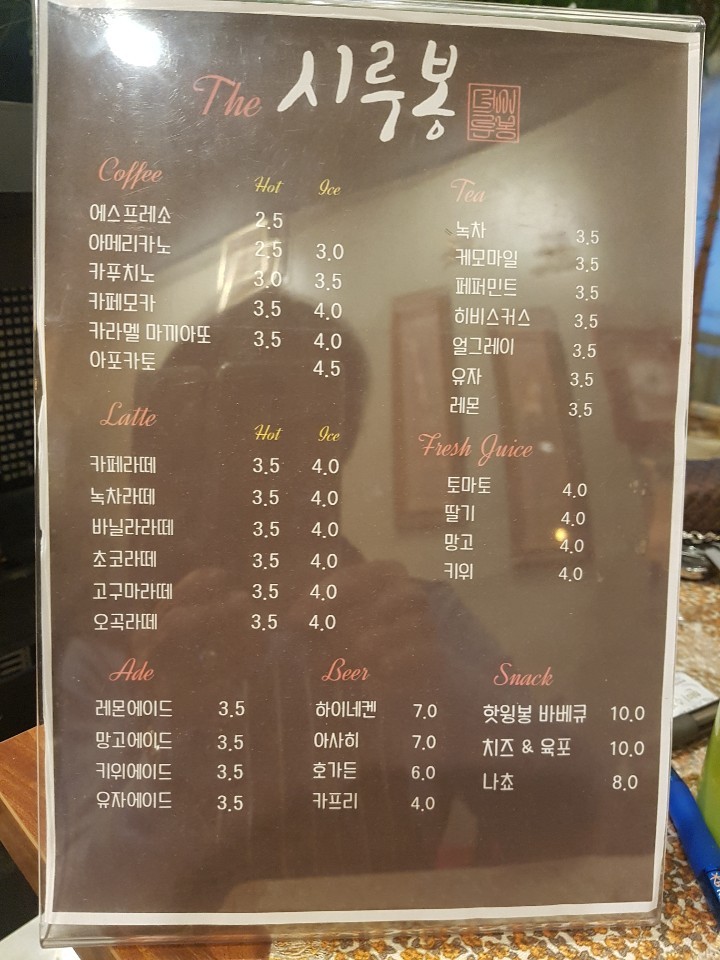 The 시루봉
Coffee Hot Ice
에스프레소 2.5
아메리카노 2.5 3.0
카푸치노 3.0 3.5
카페모카 3.5 4.0
카라멜 마끼아또 3.5 4.0
아포카토 4.5
Latte Hot Ice
카페라떼 3.5 4.0
녹차라떼 3.5 4.0
바닐라라떼 3.5 4.0
초코라떼 3.5 4.0
고구마라떼 3.5 4.0
오곡라떼 3.5 4.0
Tea
녹차 3.5
케모마일 3.5
페퍼민트 3.5
히비스커스 3.5
얼그레이 3.5
유자 3.5
레몬 3.5
Fresh Juice
토마토 4.0
딸기 4.0
망고 4.0
키위 4.0
Ade
레몬에이드 3.5
망고에이드 3.5
키위에이드 3.5
유자에이드 3.5
Beer
하이네켄 7.0
아사히 7.0
호가든 6.0
카프리 4.0
Snack
핫윙봉 바베큐 10.0
치즈 & 육포 10.0
나쵸 8.0